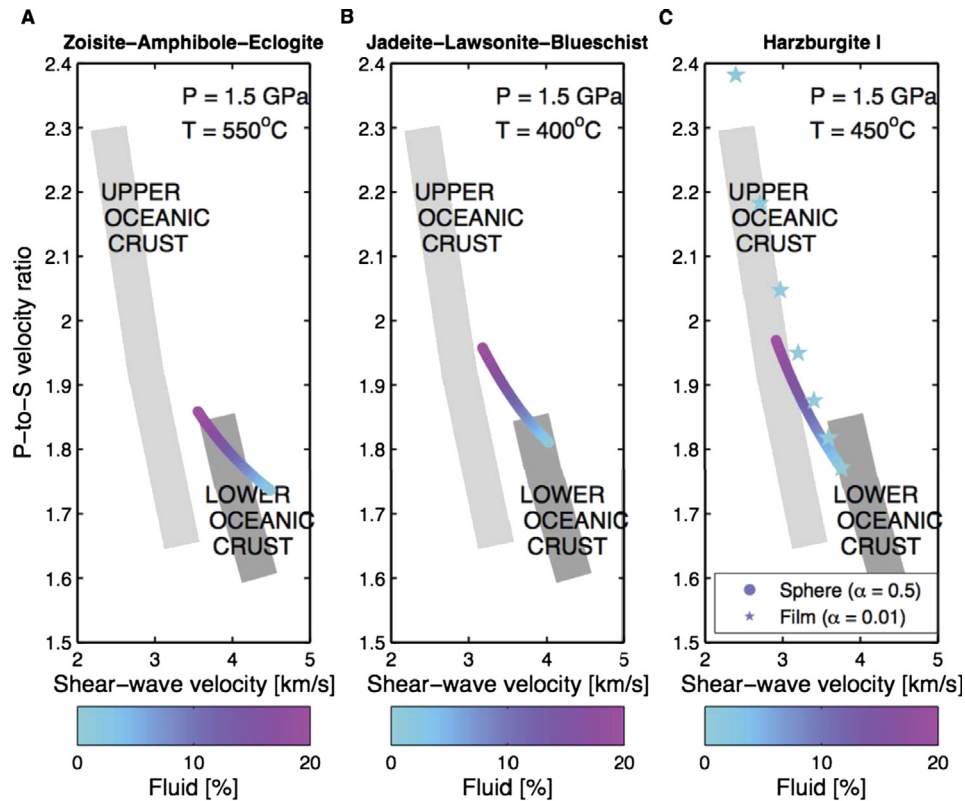 A
Zoisite–Amphibole–Eclogite
P = 1.5 GPa
T = 550°C
UPPER
OCEANIC
CRUST
LOWER
OCEANIC
CRUST
P-to-S velocity ratio
2.4
2.3
2.2
2.1
2
1.9
1.8
1.7
1.6
1.5
2 3 4 5
Shear-wave velocity [km/s]
0 10 20
Fluid [%]
B
Jadeite–Lawsonite–Blueschist
P = 1.5 GPa
T = 400°C
UPPER
OCEANIC
CRUST
LOWER
OCEANIC
CRUST
2.4
2.3
2.2
2.1
2
1.9
1.8
1.7
1.6
1.5
2 3 4 5
Shear-wave velocity [km/s]
0 20
Fluid [%]
C
Harzburgite I
P = 1.5 GPa
T = 450°C
UPPER
OCEANIC
CRUST
LOWER
OCEANIC
CRUST
Sphere (α = 0.5)
Film (α = 0.01)
2.4
2.3
2.2
2.1
2
1.9
1.8
1.7
1.6
1.5
2 3 4 5
Shear-wave velocity [km/s]
0 20
Fluid [%]